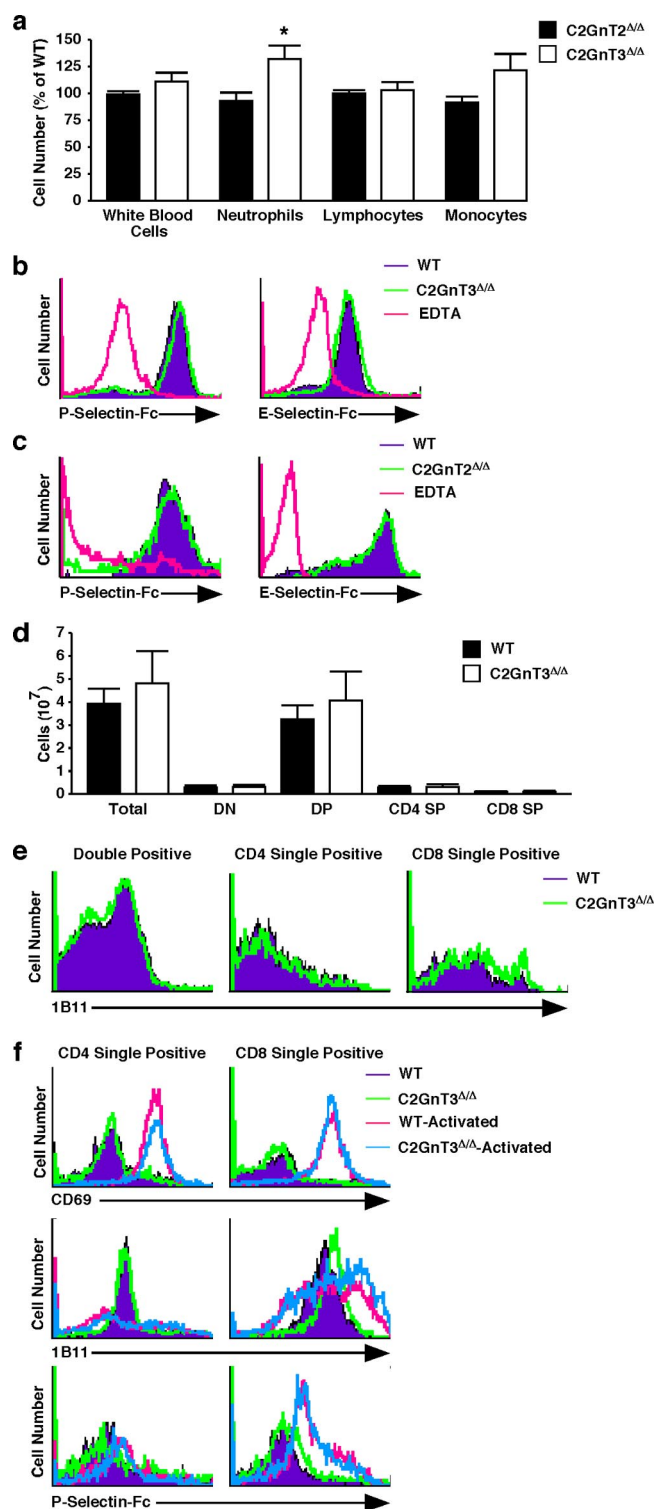 a
Cell Number (% of WT)
150
125
100
75
50
25
0
*
C2GnT2Δ/Δ
C2GnT3Δ/Δ
White Blood Cells
Neutrophils
Lymphocytes
Monocytes
b
Cell Number
WT
C2GnT3Δ/Δ
EDTA
P-Selectin-Fc
E-Selectin-Fc
c
Cell Number
WT
C2GnT2Δ/Δ
EDTA
P-Selectin-Fc
E-Selectin-Fc
d
Cells (10^7)
7
6
5
4
3
2
1
0
WT
C2GnT3Δ/Δ
Total
DN
DP
CD4 SP
CD8 SP
e
Double Positive
CD4 Single Positive
CD8 Single Positive
Cell Number
WT
C2GnT3Δ/Δ
1B11
f
CD4 Single Positive
CD8 Single Positive
Cell Number
WT
C2GnT3Δ/Δ
WT-Activated
C2GnT3Δ/Δ-Activated
CD69
Cell Number
1B11
Cell Number
P-Selectin-Fc